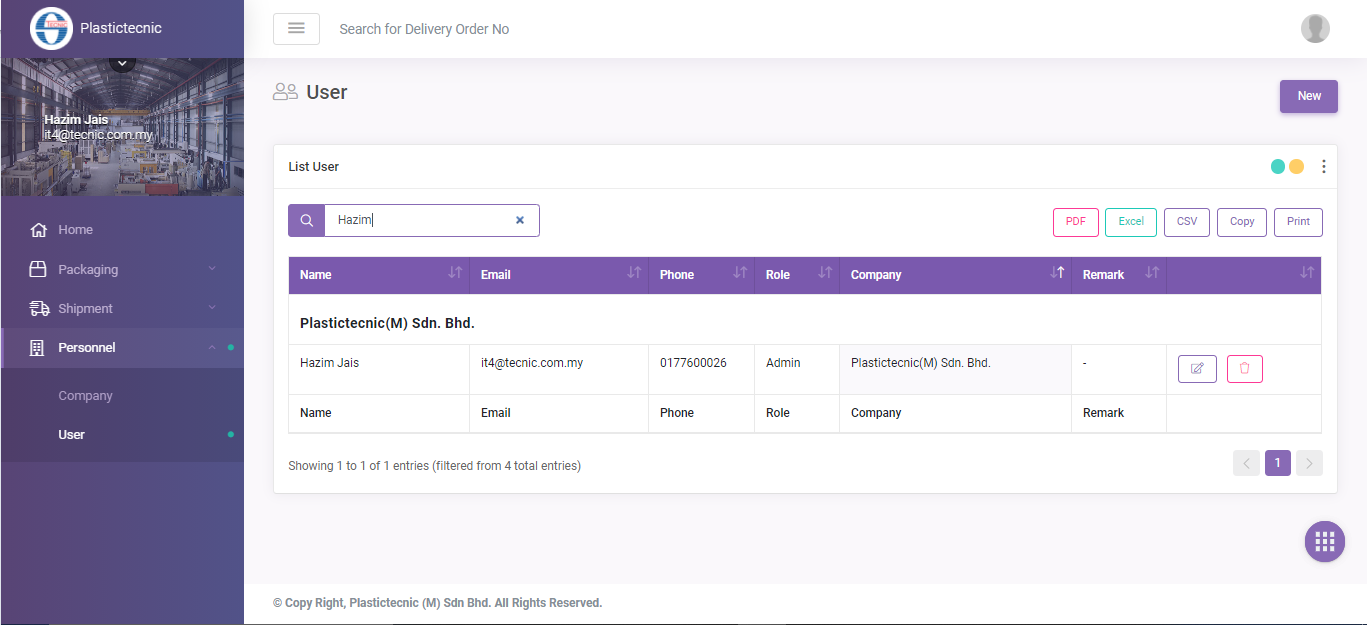 TECNIC
Plastictecnic
Search for Delivery Order No
Hazim Jais
it4@tecnic.com.my
Home
Packaging
Shipment
Personnel
Company
User
User
New
List User
Hazim
PDF Excel CSV Copy Print
Name Email Phone Role Company Remark
Plastictecnic(M) Sdn. Bhd.
Hazim Jais it4@tecnic.com.my 0177600026 Admin Plastictecnic(M) Sdn. Bhd. -
Name Email Phone Role Company Remark
Showing 1 to 1 of 1 entries (filtered from 4 total entries)
1
© Copy Right, Plastictecnic (M) Sdn Bhd. All Rights Reserved.